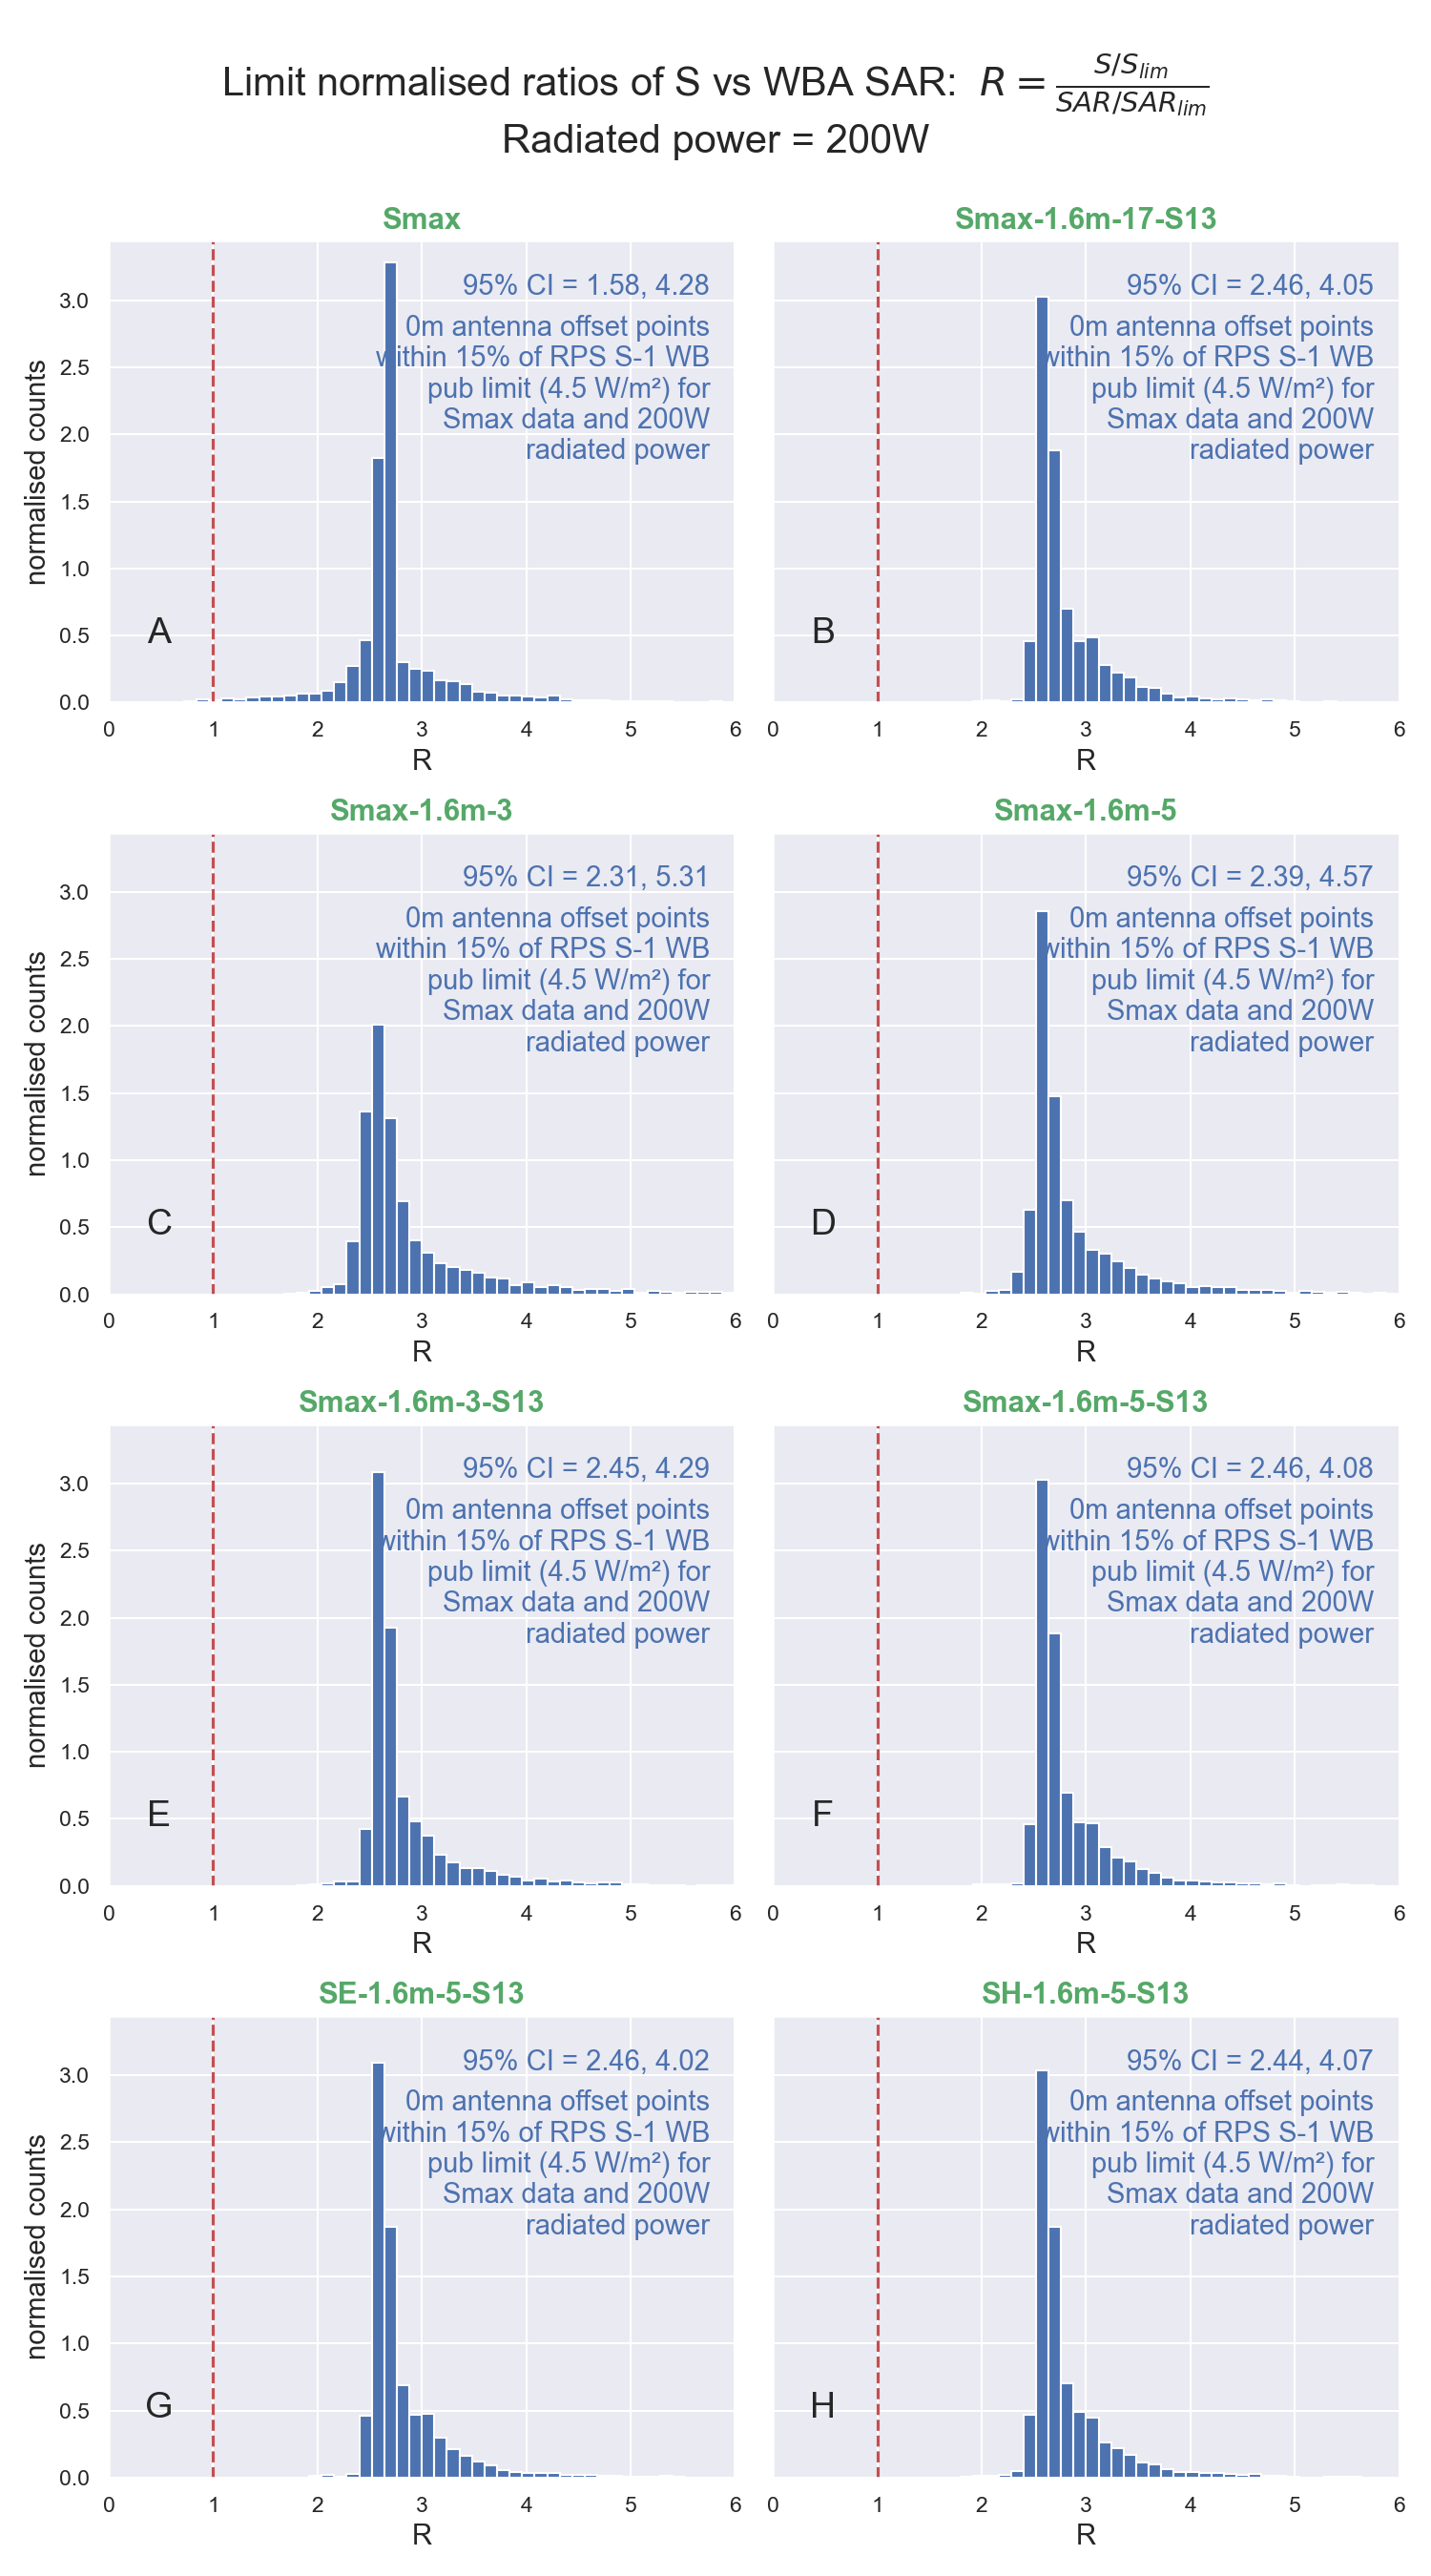 Limit normalised ratios of S vs WBA SAR: R = \frac{S/S_{lim}}{SAR/SAR_{lim}}
Radiated power = 200W
Smax
95% CI = 1.58, 4.28
0m antenna offset points
within 15% of RPS S-1 WB
pub limit (4.5 W/m²) for
Smax data and 200W
radiated power
A
normalised counts
0.0 0.5 1.0 1.5 2.0 2.5 3.0
0 1 2 3 4 5 6
R
Smax-1.6m-17-S13
95% CI = 2.46, 4.05
0m antenna offset points
within 15% of RPS S-1 WB
pub limit (4.5 W/m²) for
Smax data and 200W
radiated power
B
0 1 2 3 4 5 6
R
Smax-1.6m-3
95% CI = 2.31, 5.31
0m antenna offset points
within 15% of RPS S-1 WB
pub limit (4.5 W/m²) for
Smax data and 200W
radiated power
C
normalised counts
0.0 0.5 1.0 1.5 2.0 2.5 3.0
0 1 2 3 4 5 6
R
Smax-1.6m-5
95% CI = 2.39, 4.57
0m antenna offset points
within 15% of RPS S-1 WB
pub limit (4.5 W/m²) for
Smax data and 200W
radiated power
D
0 1 2 3 4 5 6
R
Smax-1.6m-3-S13
95% CI = 2.45, 4.29
0m antenna offset points
within 15% of RPS S-1 WB
pub limit (4.5 W/m²) for
Smax data and 200W
radiated power
E
normalised counts
0.0 0.5 1.0 1.5 2.0 2.5 3.0
0 1 2 3 4 5 6
R
Smax-1.6m-5-S13
95% CI = 2.46, 4.08
0m antenna offset points
within 15% of RPS S-1 WB
pub limit (4.5 W/m²) for
Smax data and 200W
radiated power
F
0 1 2 3 4 5 6
R
SE-1.6m-5-S13
95% CI = 2.46, 4.02
0m antenna offset points
within 15% of RPS S-1 WB
pub limit (4.5 W/m²) for
Smax data and 200W
radiated power
G
normalised counts
0.0 0.5 1.0 1.5 2.0 2.5 3.0
0 1 2 3 4 5 6
R
SH-1.6m-5-S13
95% CI = 2.44, 4.07
0m antenna offset points
within 15% of RPS S-1 WB
pub limit (4.5 W/m²) for
Smax data and 200W
radiated power
H
0 1 2 3 4 5 6
R